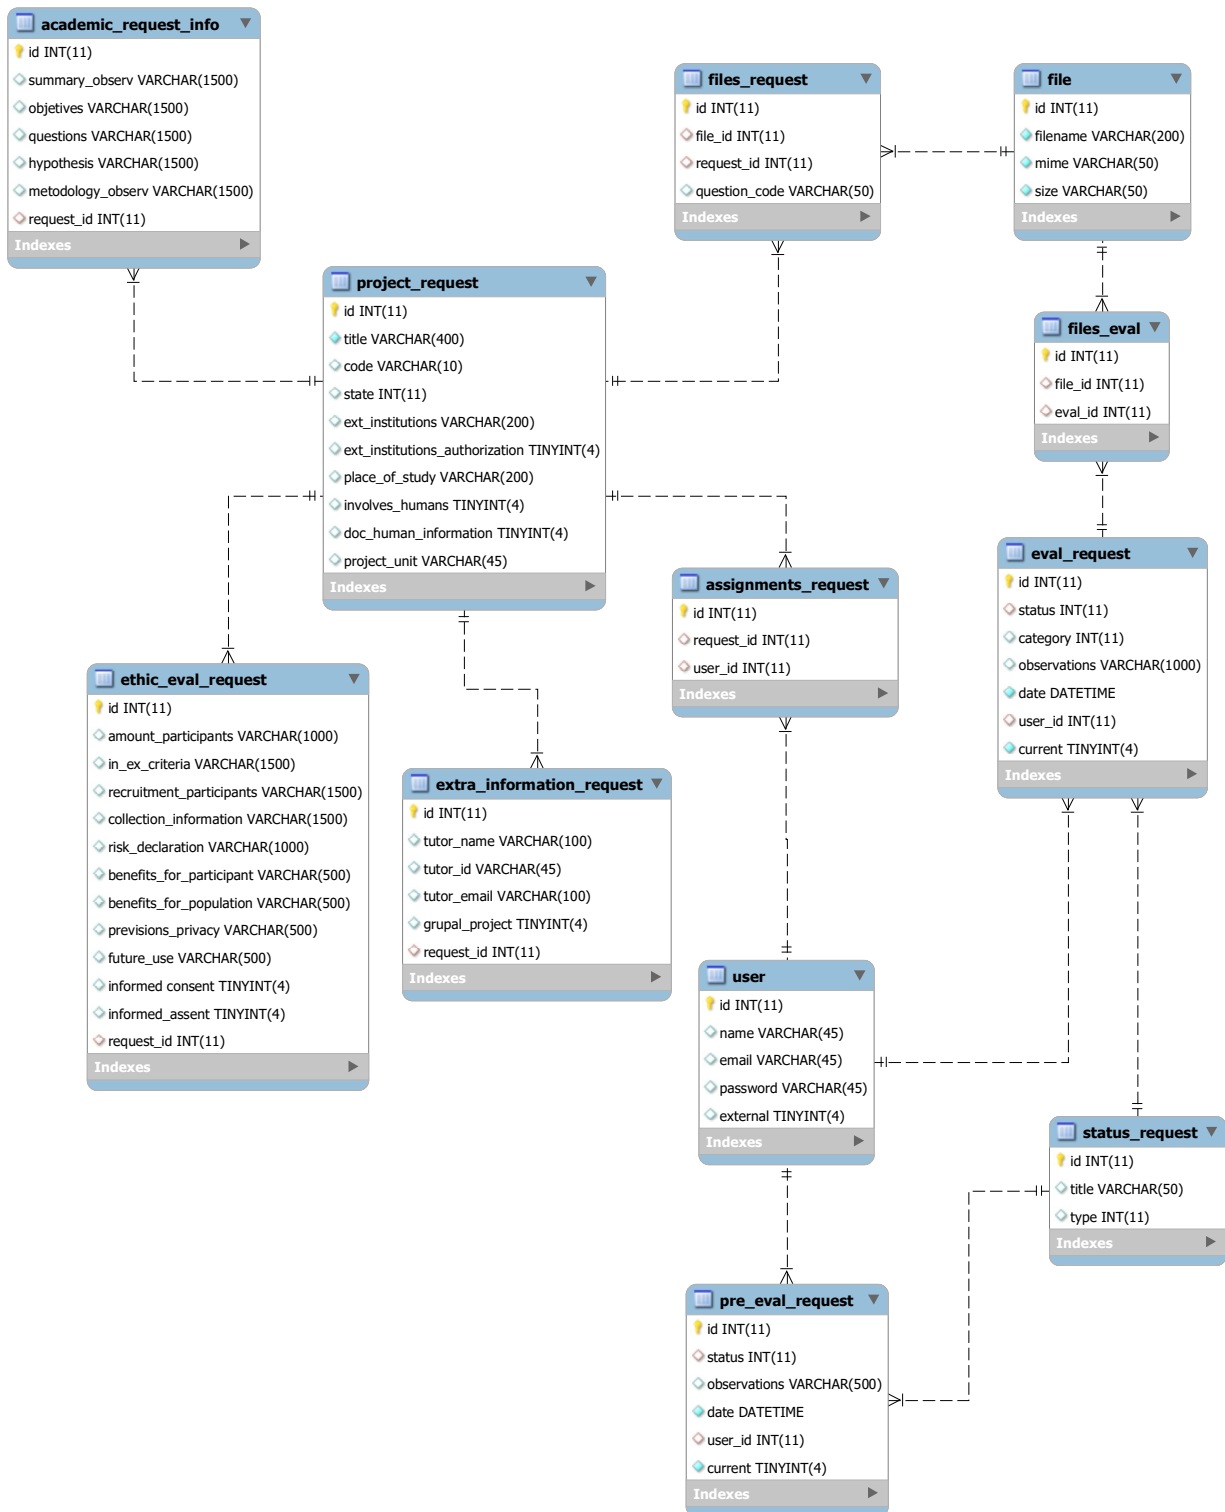 academic_request_info
id INT(11)
summary_observ VARCHAR(1500)
objetives VARCHAR(1500)
questions VARCHAR(1500)
hypothesis VARCHAR(1500)
metodology_observ VARCHAR(1500)
request_id INT(11)
Indexes
files_request
id INT(11)
file_id INT(11)
request_id INT(11)
question_code VARCHAR(50)
Indexes
file
id INT(11)
filename VARCHAR(200)
mime VARCHAR(50)
size VARCHAR(50)
Indexes
project_request
id INT(11)
title VARCHAR(400)
code VARCHAR(10)
state INT(11)
ext_institutions VARCHAR(200)
ext_institutions_authorization TINYINT(4)
place_of_study VARCHAR(200)
involves_humans TINYINT(4)
doc_human_information TINYINT(4)
project_unit VARCHAR(45)
Indexes
files_eval
id INT(11)
file_id INT(11)
eval_id INT(11)
Indexes
eval_request
id INT(11)
status INT(11)
category INT(11)
observations VARCHAR(1000)
date DATETIME
user_id INT(11)
current TINYINT(4)
Indexes
assignments_request
id INT(11)
request_id INT(11)
user_id INT(11)
Indexes
ethic_eval_request
id INT(11)
amount_participants VARCHAR(1000)
in_ex_criteria VARCHAR(1500)
recruitment_participants VARCHAR(1500)
collection_information VARCHAR(1500)
risk_declaration VARCHAR(1000)
benefits_for_participant VARCHAR(500)
benefits_for_population VARCHAR(500)
previsions_privacy VARCHAR(500)
future_use VARCHAR(500)
informed consent TINYINT(4)
informed_assent TINYINT(4)
request_id INT(11)
Indexes
extra_information_request
id INT(11)
tutor_name VARCHAR(100)
tutor_id VARCHAR(45)
tutor_email VARCHAR(100)
grupal_project TINYINT(4)
request_id INT(11)
Indexes
user
id INT(11)
name VARCHAR(45)
email VARCHAR(45)
password VARCHAR(45)
external TINYINT(4)
Indexes
status_request
id INT(11)
title VARCHAR(50)
type INT(11)
Indexes
pre_eval_request
id INT(11)
status INT(11)
observations VARCHAR(500)
date DATETIME
user_id INT(11)
current TINYINT(4)
Indexes